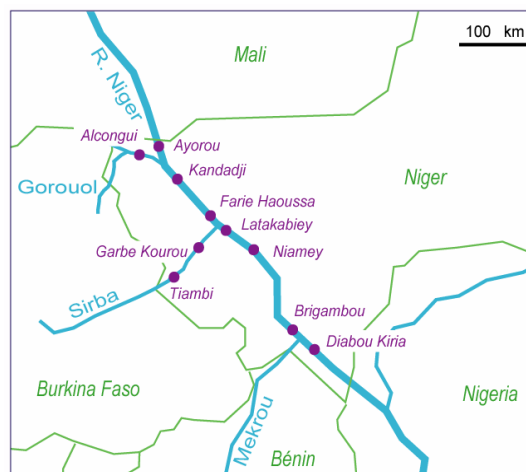 100 km
Mali
R. Niger
Alcongui
Ayorou
Kandadji
Niger
Gorouol
Farie Haoussa
Latakabiey
Garbe Kourou
Niamey
Tiambi
Sirba
Brigambou
Diabou Kiria
Burkina Faso
Nigeria
Mekrou
Bénin